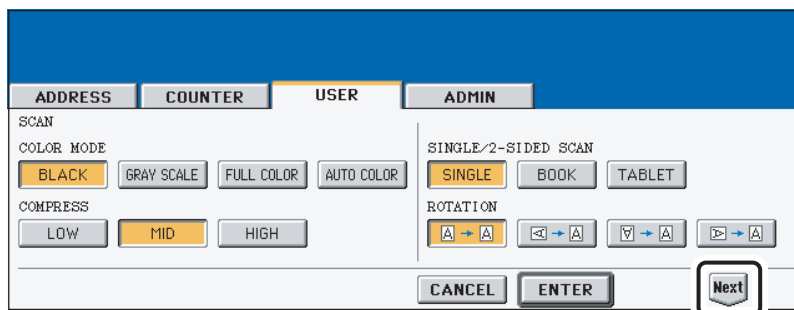 ADDRESS COUNTER USER ADMIN
SCAN
COLOR MODE
BLACK GRAY SCALE FULL COLOR AUTO COLOR
COMPRESS
LOW MID HIGH
SINGLE/2-SIDED SCAN
SINGLE BOOK TABLET
ROTATION
A → A A → A A → A A → A
CANCEL ENTER Next